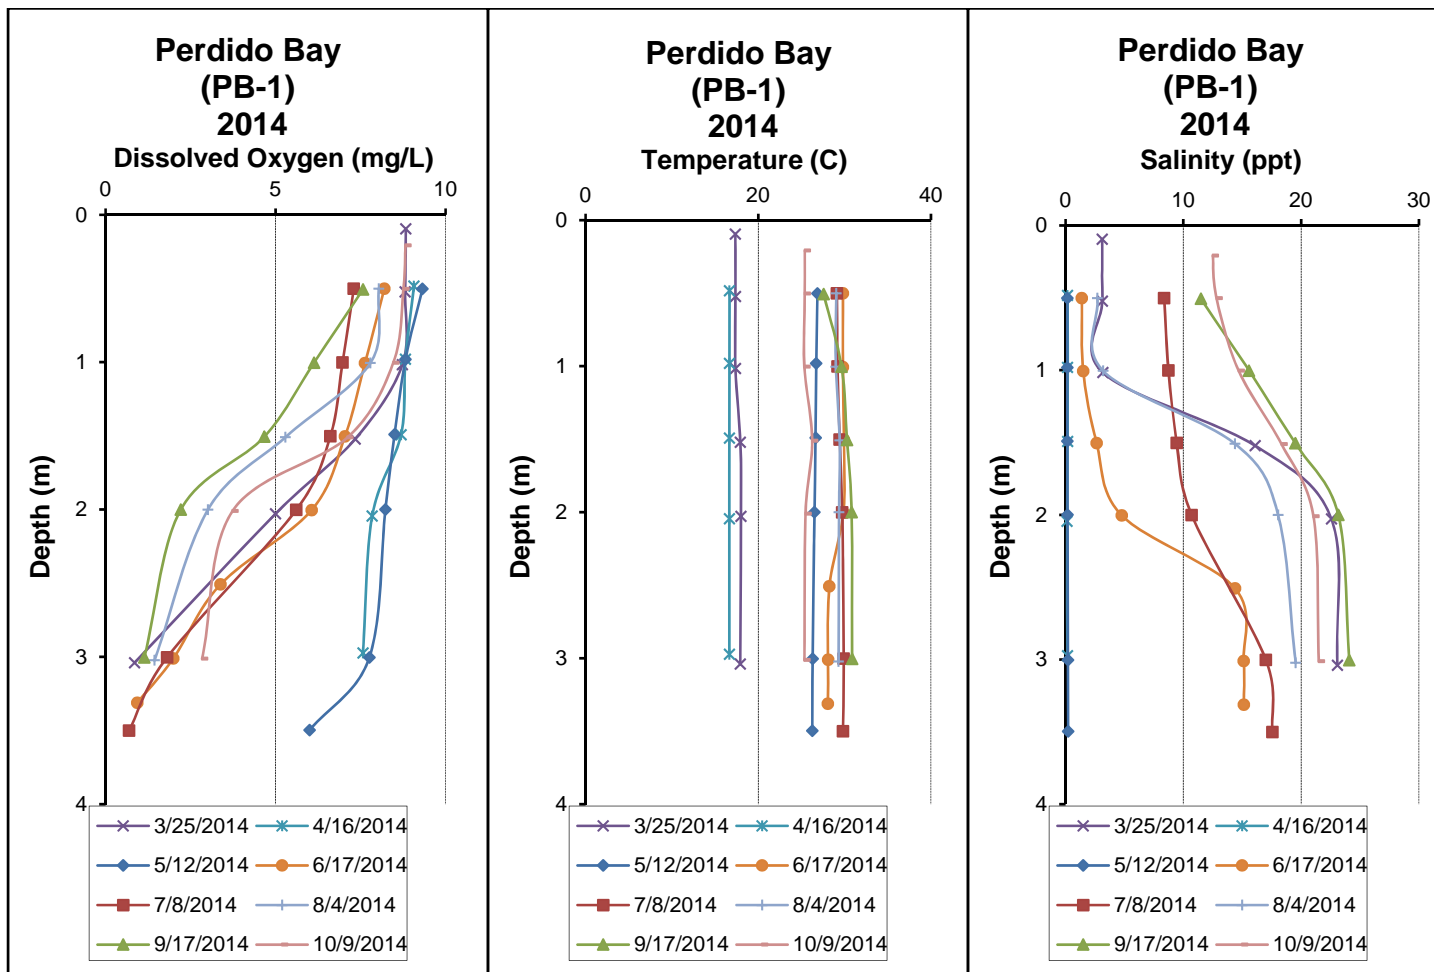 Perdido Bay
(PB-1)
2014
Dissolved Oxygen (mg/L)
0 5 10
0
1
2
3
4
Depth (m)
3/25/2014 4/16/2014
5/12/2014 6/17/2014
7/8/2014 8/4/2014
9/17/2014 10/9/2014
Perdido Bay
(PB-1)
2014
Temperature (C)
0 20 40
0
1
2
3
4
Depth (m)
3/25/2014 4/16/2014
5/12/2014 6/17/2014
7/8/2014 8/4/2014
9/17/2014 10/9/2014
Perdido Bay
(PB-1)
2014
Salinity (ppt)
0 10 20 30
0
1
2
3
4
Depth (m)
3/25/2014 4/16/2014
5/12/2014 6/17/2014
7/8/2014 8/4/2014
9/17/2014 10/9/2014